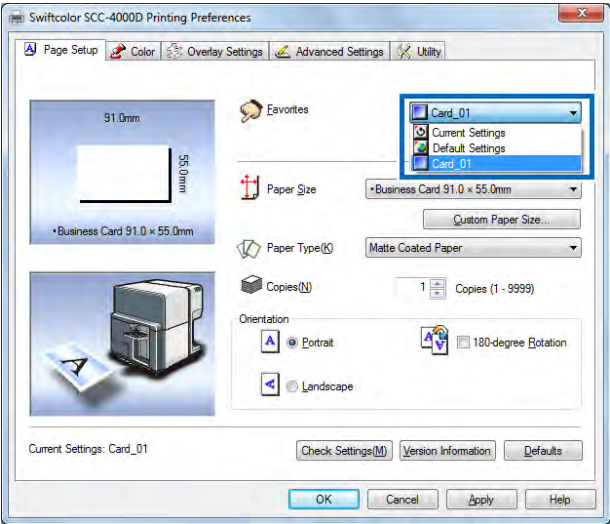 Swiftcolor SCC-4000D Printing Preferences
Page Setup Color Overlay Settings Advanced Settings Utility
91.0mm
55.0mm
•Business Card 91.0 × 55.0mm
Favorites
Card_01
Current Settings
Default Settings
Card_01
Paper Size
•Business Card 91.0 × 55.0mm
Custom Paper Size...
Paper Type(K)
Matte Coated Paper
Copies(N)
1 Copies (1 - 9999)
Orientation
A Portrait
180-degree Rotation
A Landscape
A
Current Settings: Card_01
Check Settings(M) Version Information Defaults
OK Cancel Apply Help